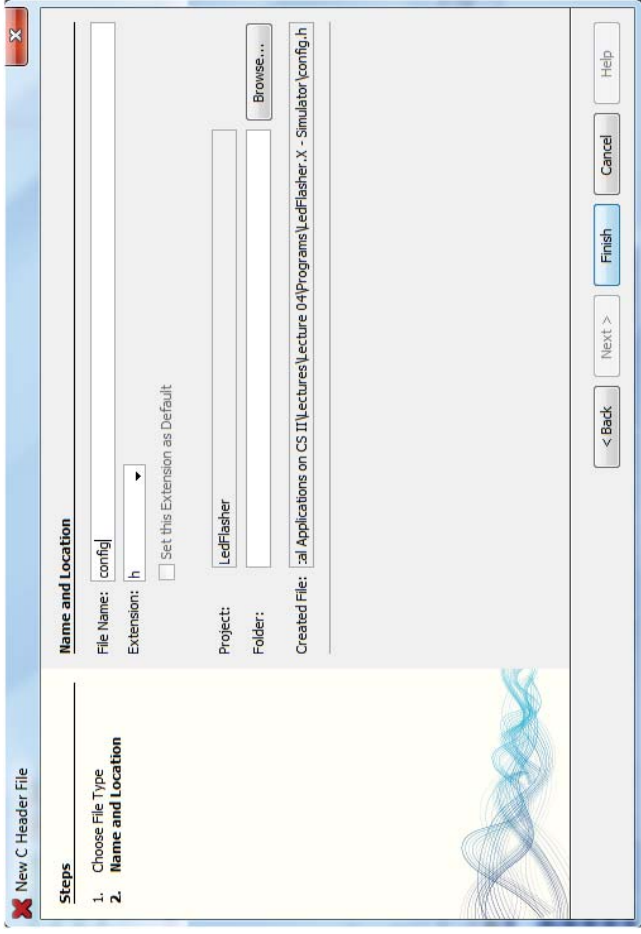 New C Header File
X
Steps
1. Choose File Type
2. Name and Location
Name and Location
File Name: config
Extension: h
Set this Extension as Default
Project: LedFlasher
Folder:
Browse...
Created File: :al Applications on CS II\Lectures\Lecture 04\Programs\LedFlasher.X - Simulator\config.h
< Back
Next >
Finish
Cancel
Help